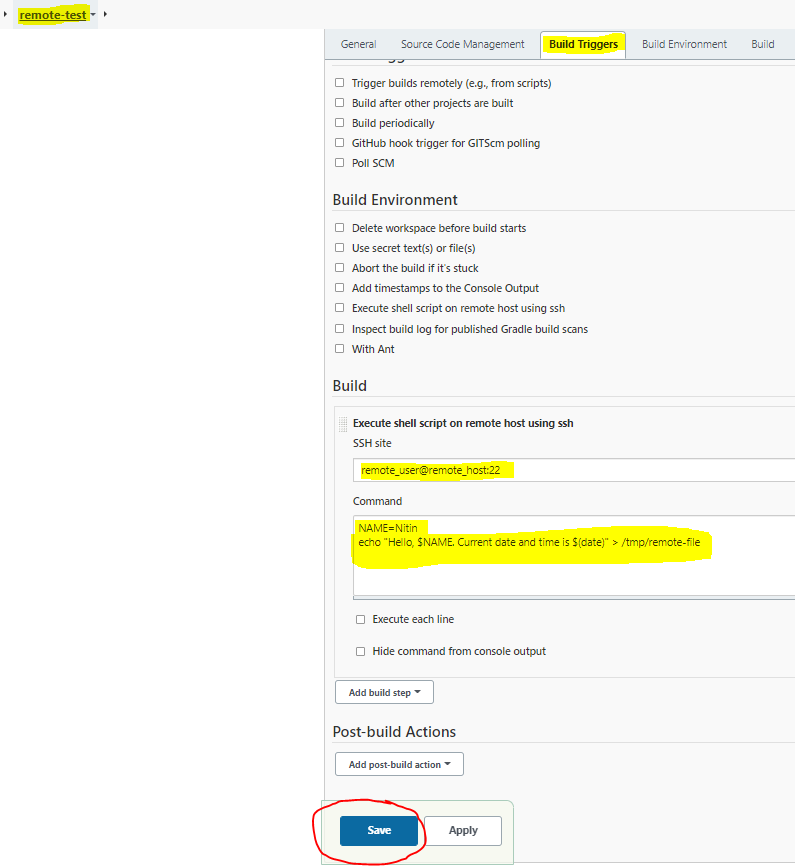 remote-test
General Source Code Management Build Triggers Build Environment Build
Trigger builds remotely (e.g., from scripts)
Build after other projects are built
Build periodically
GitHub hook trigger for GITScm polling
Poll SCM
Build Environment
Delete workspace before build starts
Use secret text(s) or file(s)
Abort the build if it's stuck
Add timestamps to the Console Output
Execute shell script on remote host using ssh
Inspect build log for published Gradle build scans
With Ant
Build
Execute shell script on remote host using ssh
SSH site
remote_user@remote_host:22
Command
NAME=Nitin
echo "Hello, $NAME. Current date and time is $(date)" > /tmp/remote-file
Execute each line
Hide command from console output
Add build step
Post-build Actions
Add post-build action
Save Apply